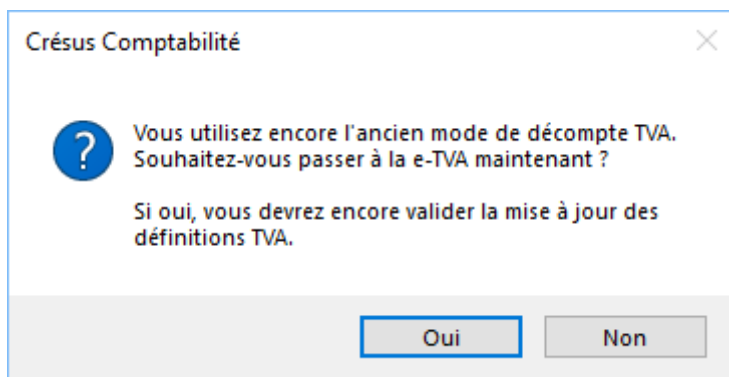 Crésus Comptabilité
Vous utilisez encore l'ancien mode de décompte TVA.
Souhaitez-vous passer à la e-TVA maintenant ?
Si oui, vous devrez encore valider la mise à jour des
définitions TVA.
Oui
Non